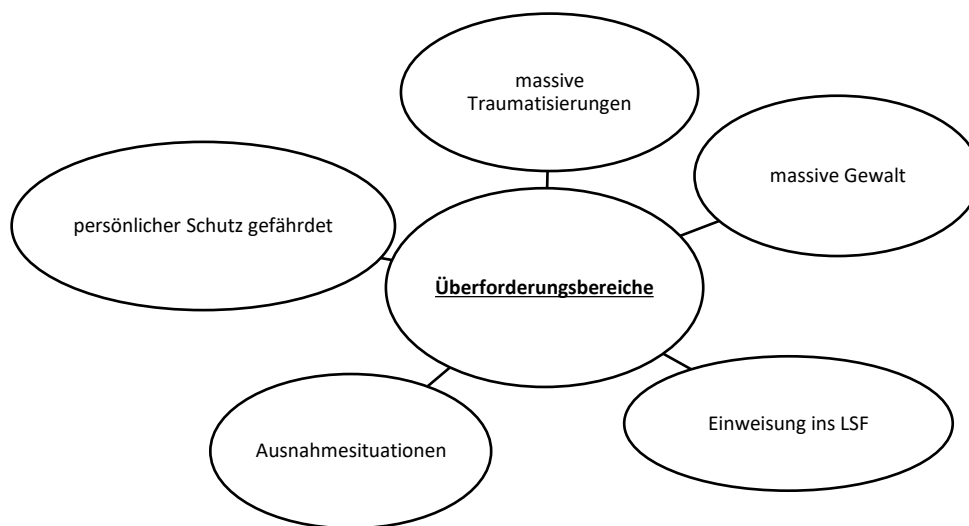 massive
Traumatisierungen
massive Gewalt
persönlicher Schutz gefährdet
Überforderungsbereiche
Einweisung ins LSF
Ausnahmesituationen